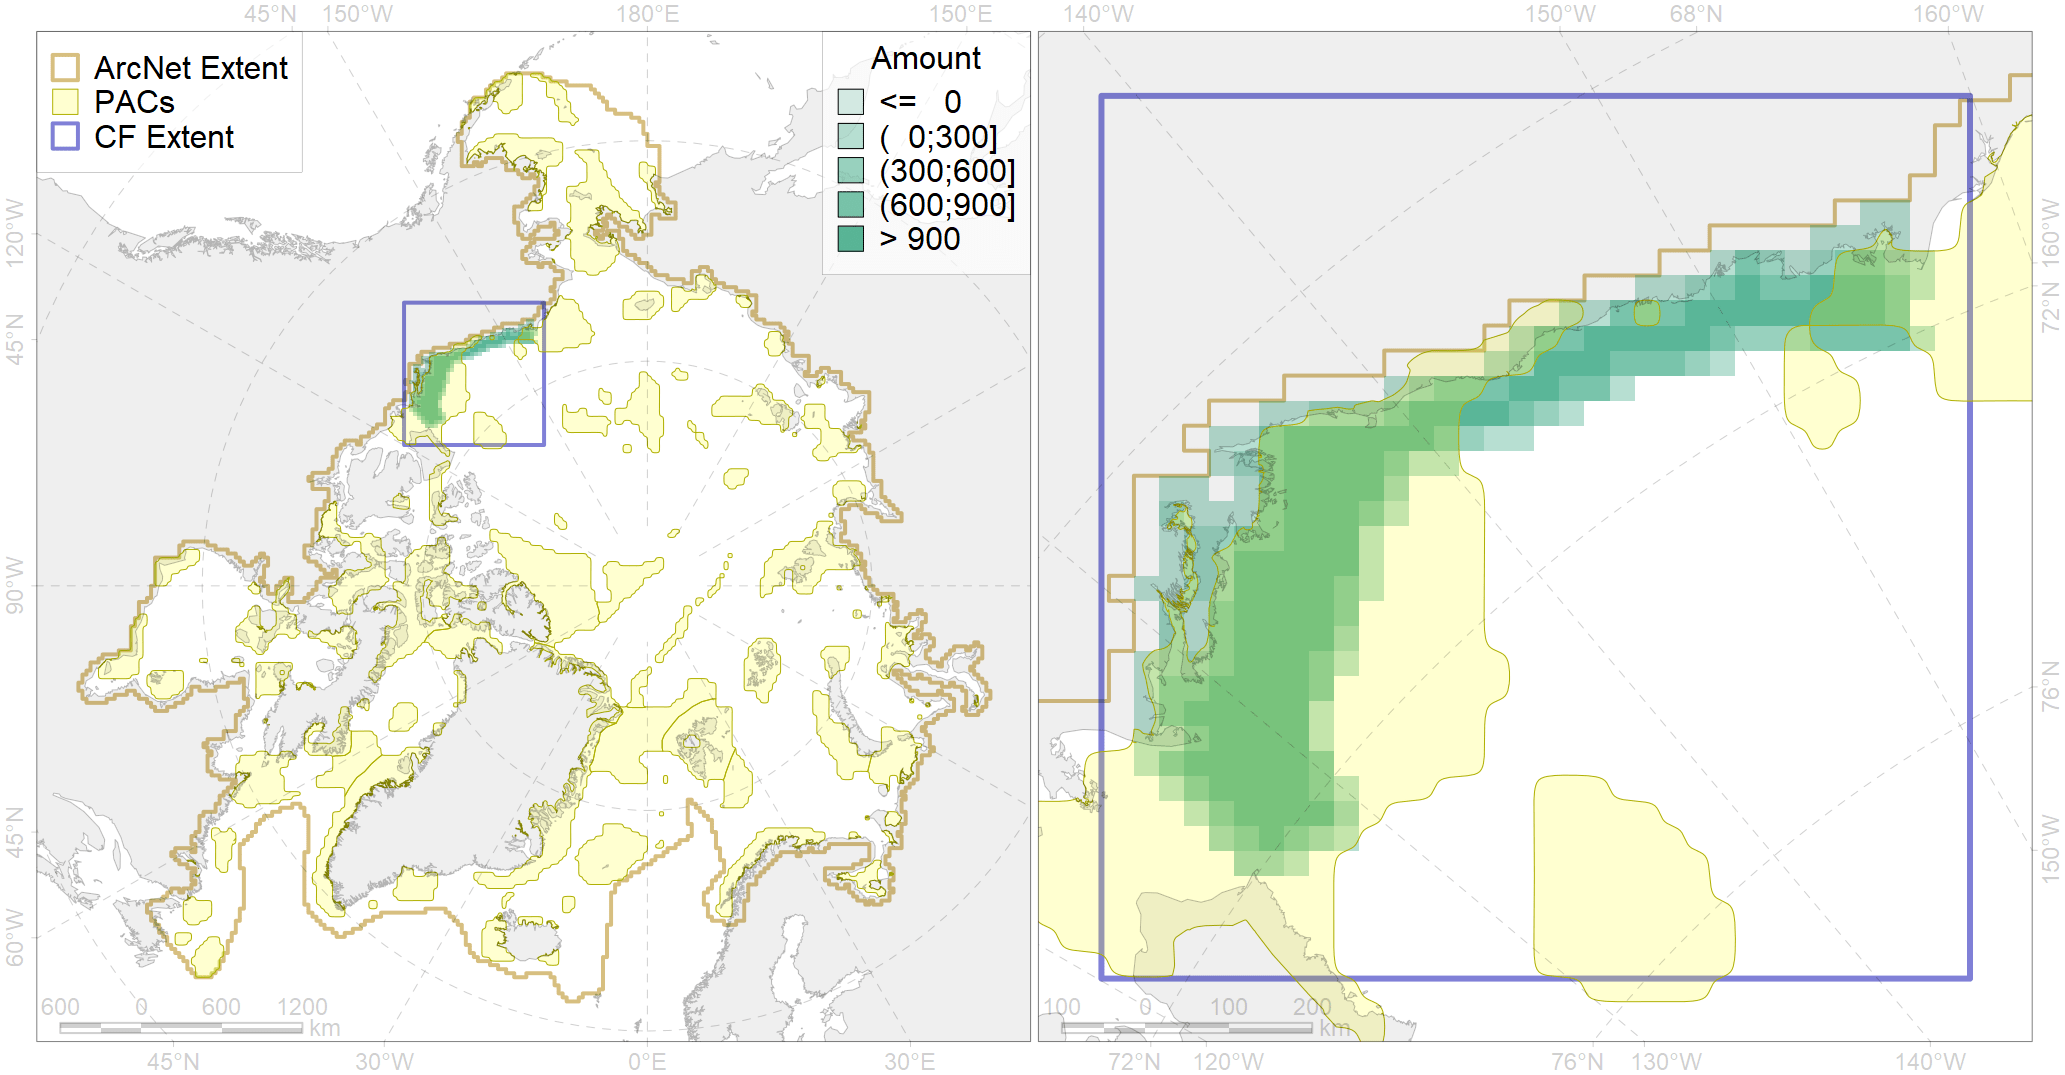 45°N 150°W 180°E 150°E 140°W 150°W 68°N 160°W
ArcNet Extent
PACs
CF Extent
Amount
<= 0
( 0;300]
(300;600]
(600;900]
> 900
120°W
45°N
90°W
45°N
60°W
160°W
72°N
76°N
150°W
600 0 600 1200
km
100 0 100 200
km
45°N 30°W 0°E 30°E 72°N 120°W 76°N 130°W 140°W